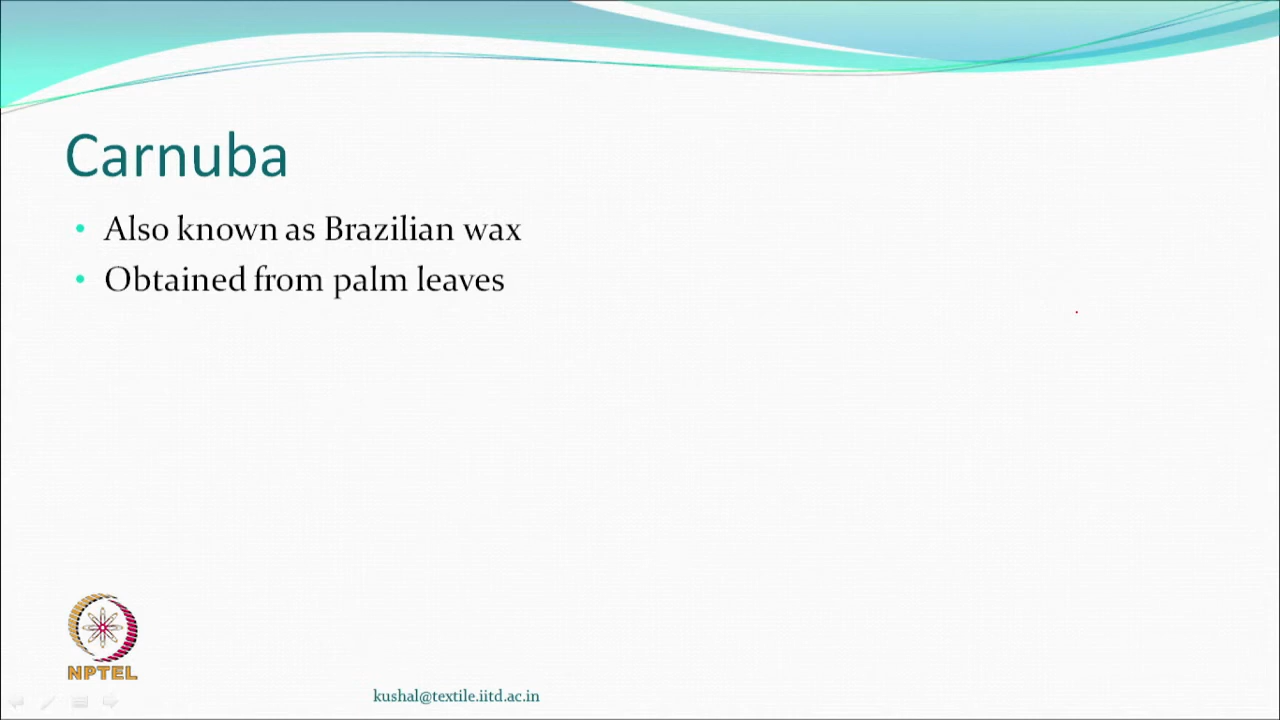 Carnuba
• Also known as Brazilian wax
• Obtained from palm leaves
NPTEL
kushal@textile.iitd.ac.in